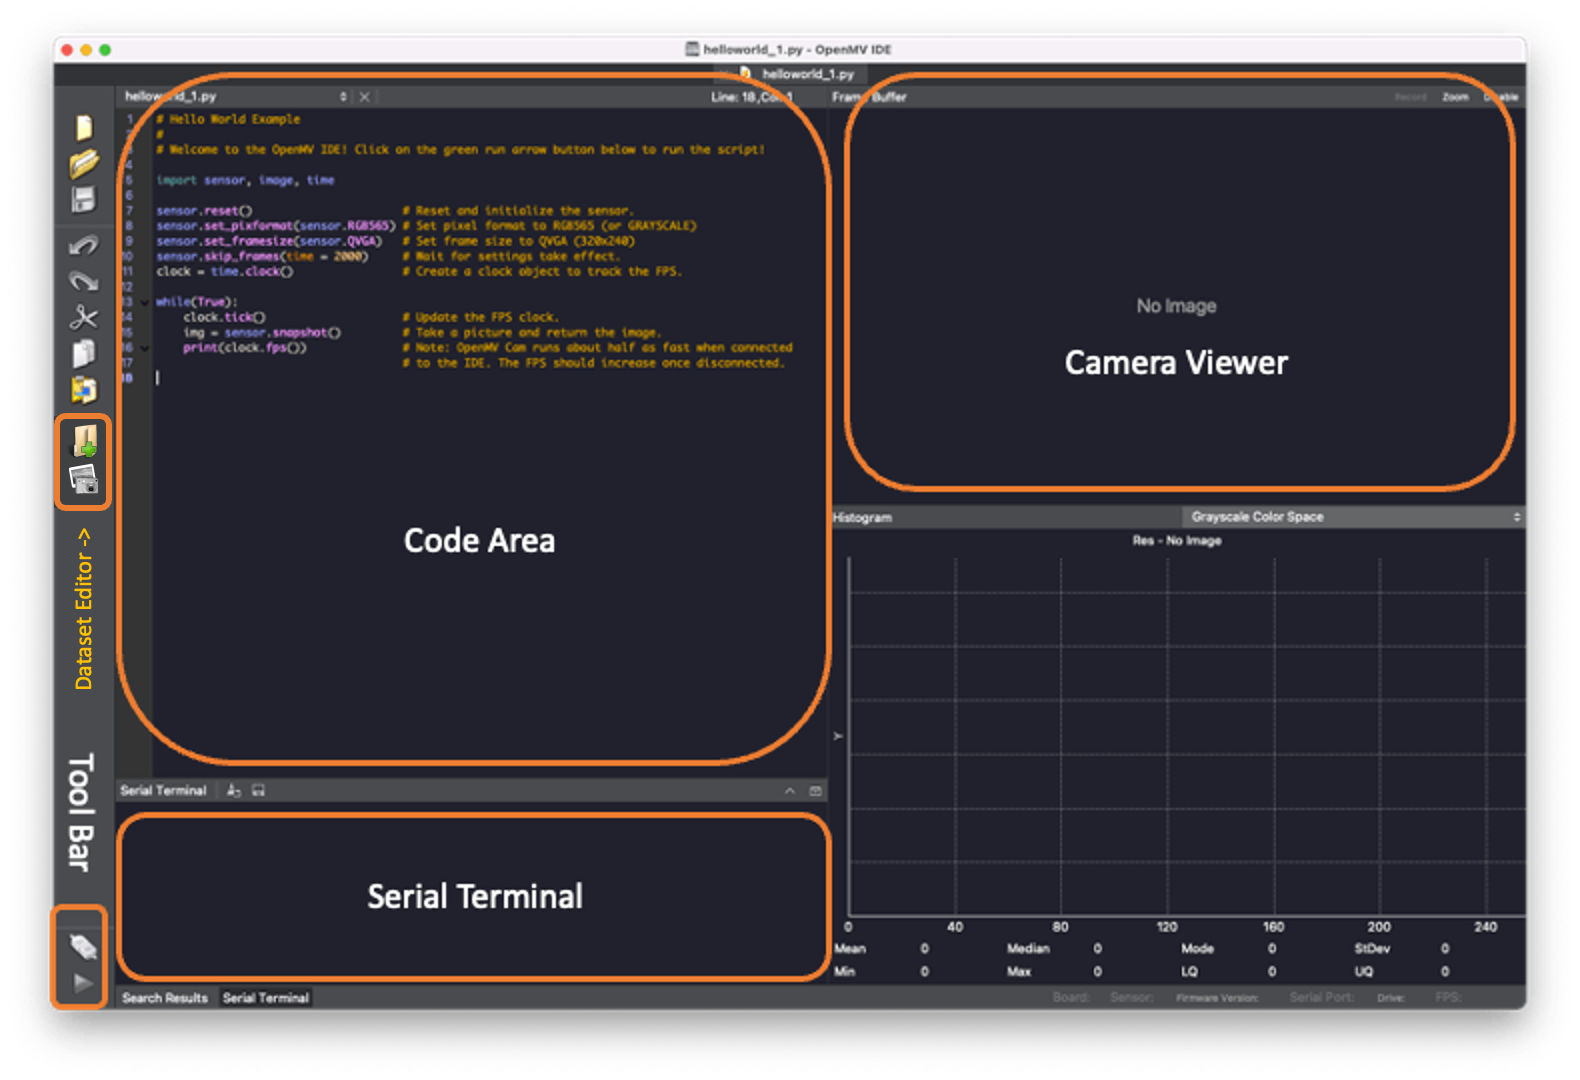 helloworld_1.py - OpenMV IDE
helloworld_1.py
helloworld_1.py
Line: 18, Col: 1
Frame Buffer
Record Zoom Disable
1 # Hello World Example
2 #
3 # Welcome to the OpenMV IDE! Click on the green run arrow button below to run the script!
4
5 import sensor, image, time
6
7 sensor.reset() # Reset and initialize the sensor.
8 sensor.set_pixformat(sensor.RGB565) # Set pixel format to RGB565 (or GRAYSCALE)
9 sensor.set_framesize(sensor.QVGA) # Set frame size to QVGA (320x240)
10 sensor.skip_frames(time = 2000) # Wait for settings take effect.
11 clock = time.clock() # Create a clock object to track the FPS.
12
13 while(True):
14 clock.tick() # Update the FPS clock.
15 img = sensor.snapshot() # Take a picture and return the image.
16 print(clock.fps()) # Note: OpenMV Cam runs about half as fast when connected
17 # to the IDE. The FPS should increase once disconnected.
18
Code Area
No Image
Camera Viewer
Dataset Editor ->
Tool Bar
Histogram
Grayscale Color Space
Res - No Image
Y
0 40 80 120 160 200 240
Mean 0 Median 0 Mode 0 StDev 0
Min 0 Max 0 LQ 0 UQ 0
Serial Terminal
Serial Terminal
Search Results Serial Terminal
Board: Sensor: Firmware Version: Serial Port: Drive: FPS: